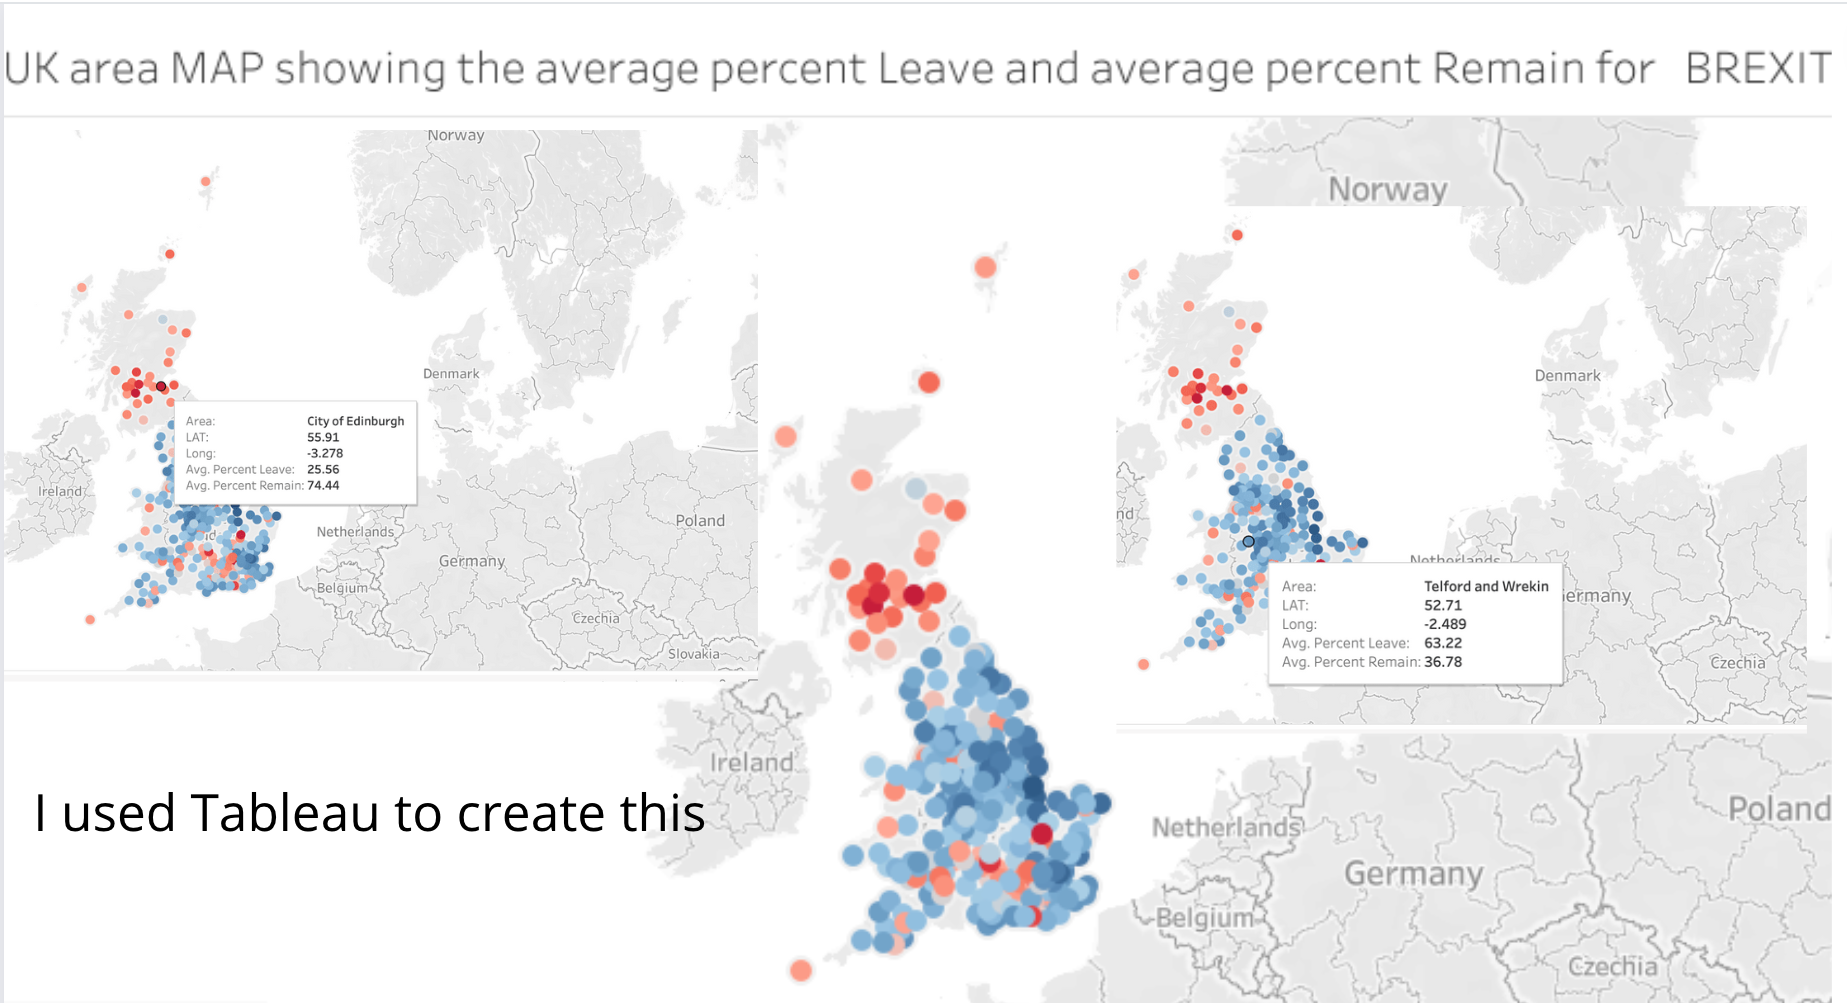 UK area MAP showing the average percent Leave and average percent Remain for BREXIT
Norway
Denmark
Area: City of Edinburgh
LAT: 55.91
Long: -3.278
Avg. Percent Leave: 25.56
Avg. Percent Remain: 74.44
Ireland
Netherlands
Poland
Germany
Belgium
Czechia
Slovakia
Norway
Denmark
nd
Netherlands
Area: Telford and Wrekin
LAT: 52.71
Long: -2.489
Avg. Percent Leave: 63.22
Avg. Percent Remain: 36.78
ermany
Czechia
Ireland
I used Tableau to create this
Netherlands
Poland
Germany
Belgium
Czechia